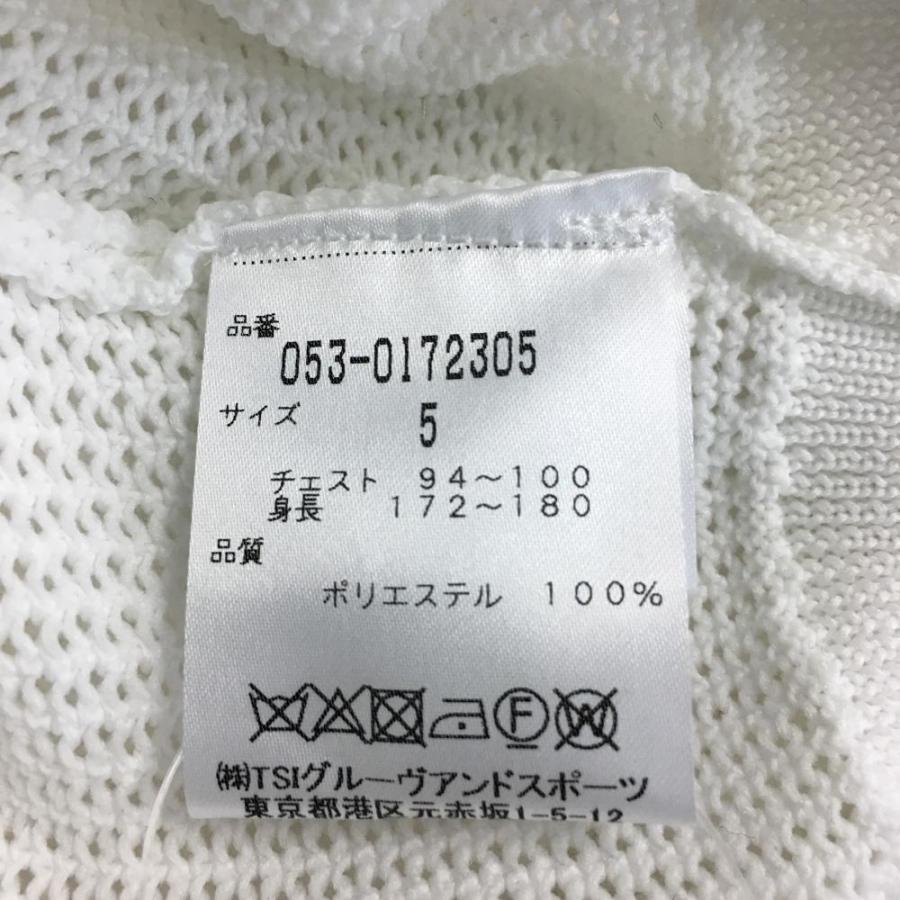 品番
053-0172305
サイズ 5
チェスト 94～100
身長 172～180
品質
ポリエステル 100%
F W
㈱TSIグルーヴアンドスポーツ
東京都港区元赤坂1-5-12